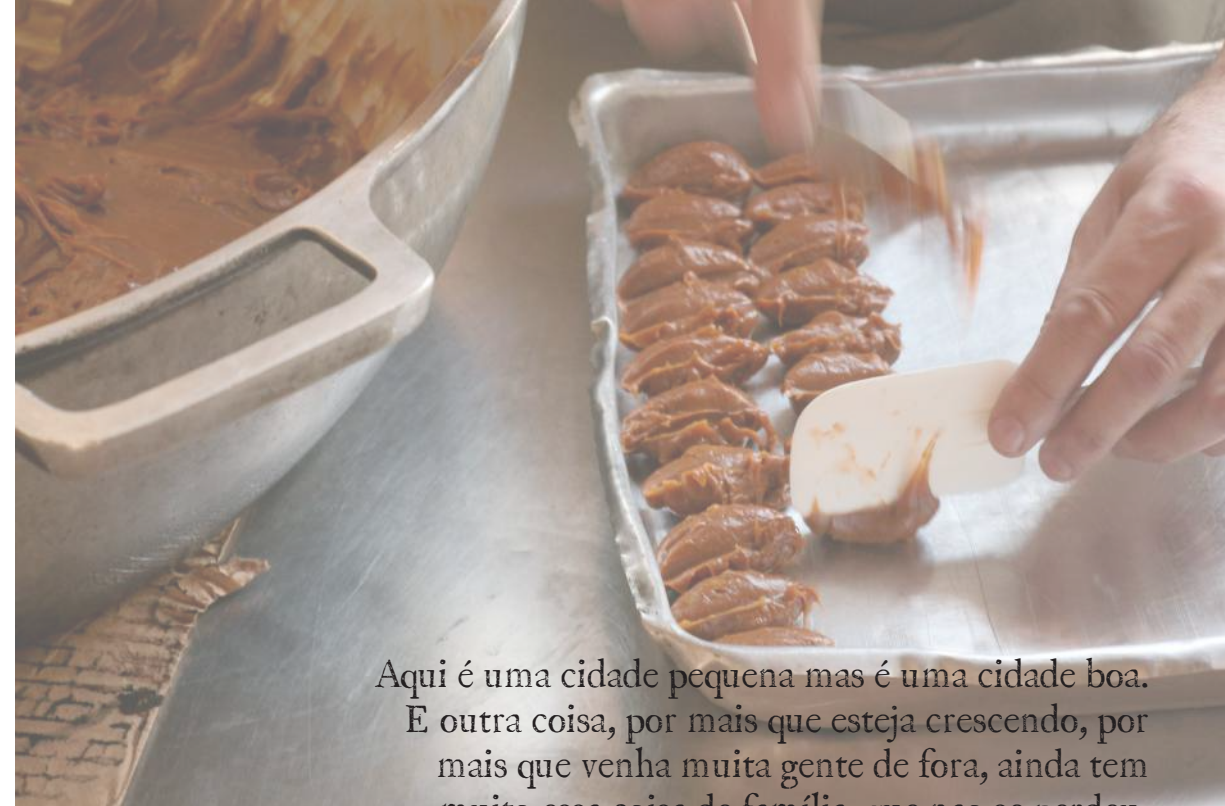 Aqui é uma cidade pequena mas é uma cidade boa.
E outra coisa, por mais que esteja crescendo, por
mais que venha muita gente de fora, ainda tem